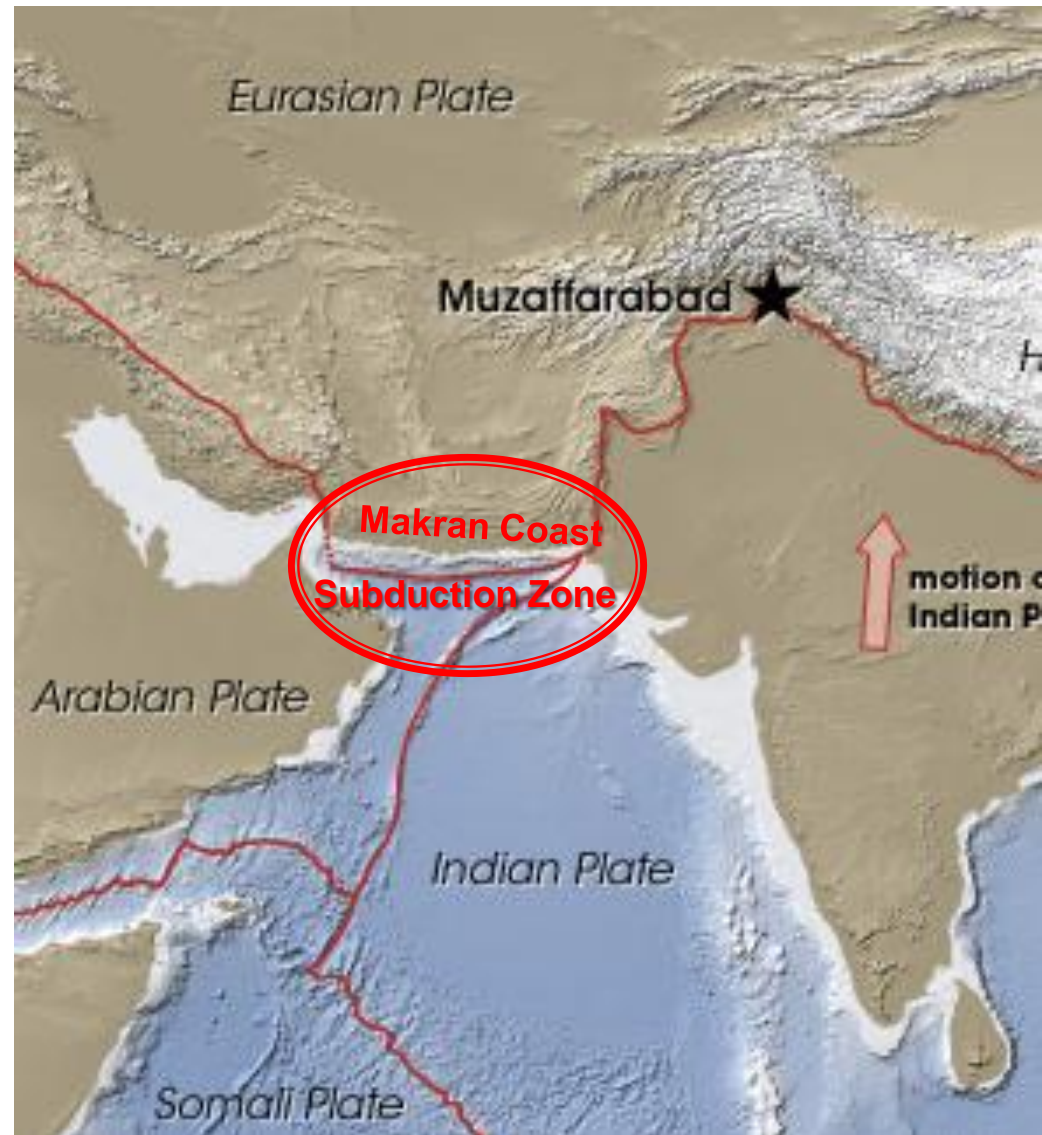 Eurasian Plate
Muzaffarabad
H
Makran Coast
Subduction Zone
motion o
Indian P
Arabian Plate
Indian Plate
Somali Plate